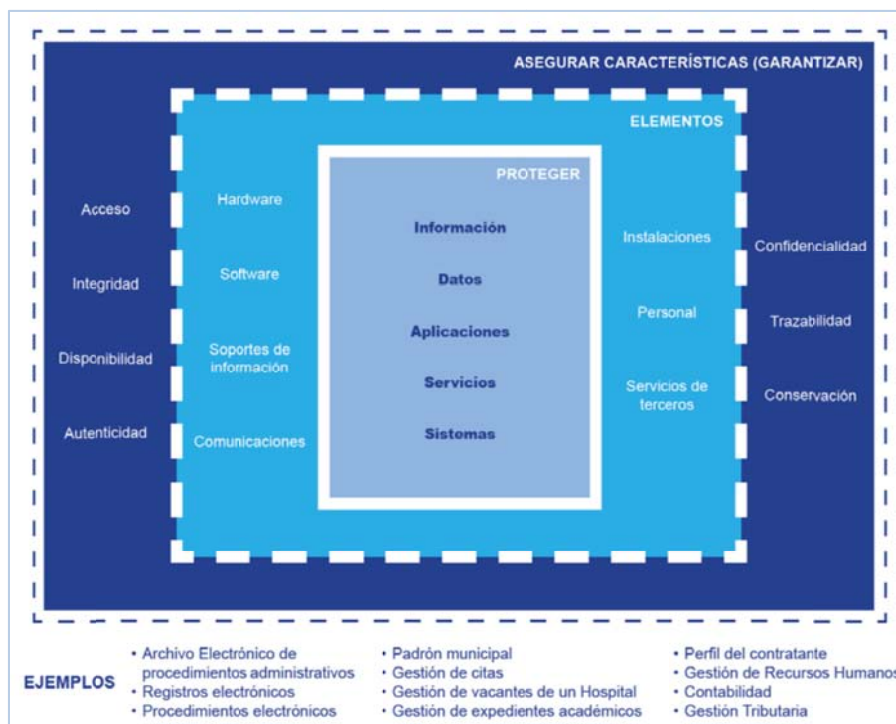 ASEGURAR CARACTERÍSTICAS (GARANTIZAR)
Acceso
Integridad
Disponibilidad
Autenticidad
ELEMENTOS
Hardware
Software
Soportes de
información
Comunicaciones
PROTEGER
Información
Datos
Aplicaciones
Servicios
Sistemas
Instalaciones
Personal
Servicios de
terceros
Confidencialidad
Trazabilidad
Conservación
EJEMPLOS
• Archivo Electrónico de
procedimientos administrativos
• Registros electrónicos
• Procedimientos electrónicos
• Padrón municipal
• Gestión de citas
• Gestión de vacantes de un Hospital
• Gestión de expedientes académicos
• Perfil del contratante
• Gestión de Recursos Humanos
• Contabilidad
• Gestión Tributaria